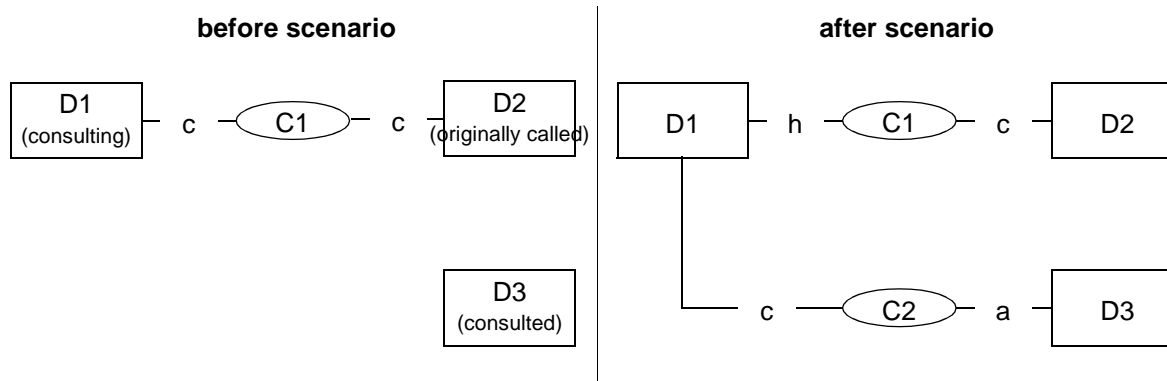 before scenario
D1
(consulting)
c
C1
c
D2
(originally called)
D3
(consulted)
after scenario
D1
h
C1
c
D2
c
C2
a
D3